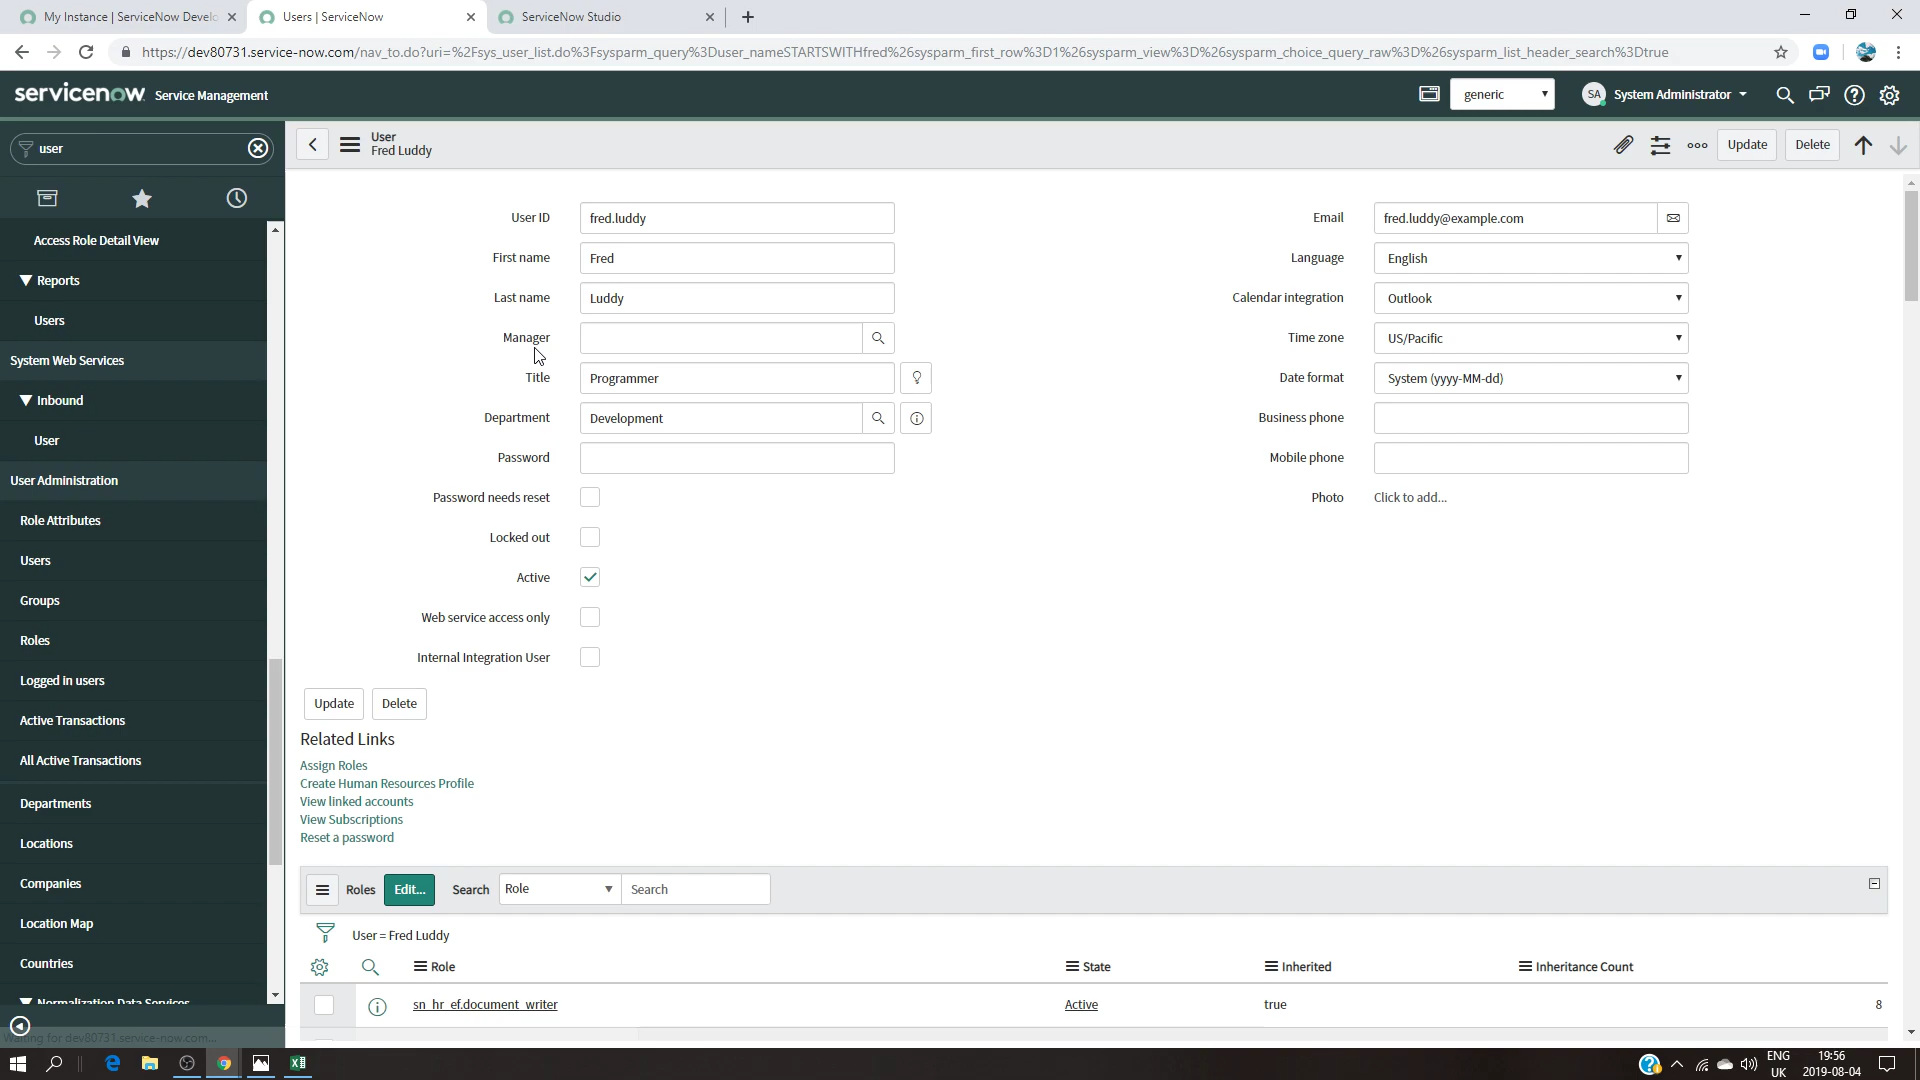 My Instance | ServiceNow Develo
Users | ServiceNow
ServiceNow Studio
https://dev80731.service-now.com/nav_to.do?uri=%2Fsys_user_list.do%3Fsysparm_query%3Duser_nameSTARTSWITHfred%26sysparm_first_row%3D1%26sysparm_view%3D%26sysparm_choice_query_raw%3D%26sysparm_list_header_search%3Dtrue
servicenow Service Management
generic
SA System Administrator
user
User
Fred Luddy
Update
Delete
Access Role Detail View
Reports
Users
System Web Services
Inbound
User
User Administration
Role Attributes
Users
Groups
Roles
Logged in users
Active Transactions
All Active Transactions
Departments
Locations
Companies
Location Map
Countries
Normalization Data Services
Waiting for dev80731.service-now.com...
User ID fred.luddy
First name Fred
Last name Luddy
Manager
Title Programmer
Department Development
Password
Password needs reset
Locked out
Active
Web service access only
Internal Integration User
Email fred.luddy@example.com
Language English
Calendar integration Outlook
Time zone US/Pacific
Date format System (yyyy-MM-dd)
Business phone
Mobile phone
Photo Click to add...
Update Delete
Related Links
Assign Roles
Create Human Resources Profile
View linked accounts
View Subscriptions
Reset a password
Roles Edit... Search Role Search
User = Fred Luddy
Role State Inherited Inheritance Count
sn_hr_ef.document_writer Active true 8
ENG
UK
19:56
2019-08-04